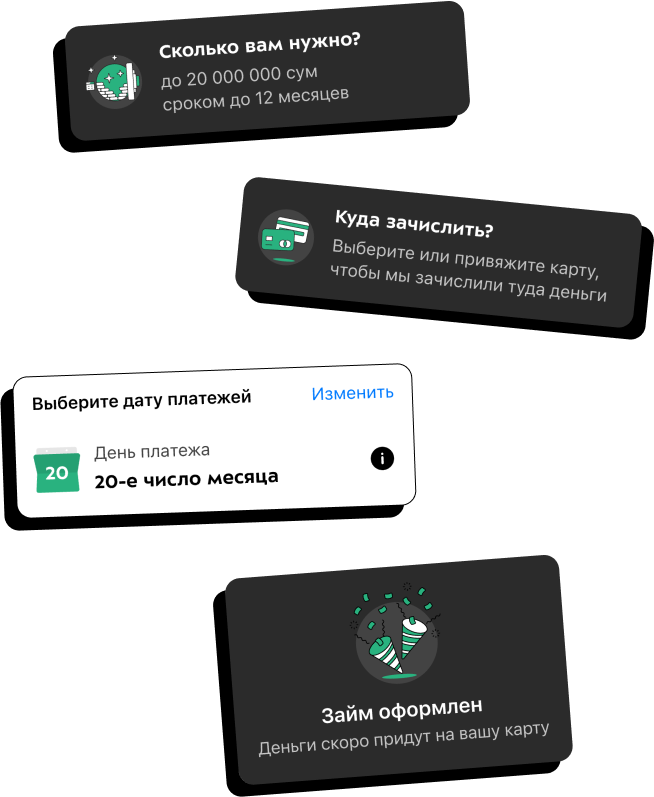 Сколько вам нужно?
до 20 000 000 сум
сроком до 12 месяцев
Куда зачислить?
Выберите или привяжите карту,
чтобы мы зачислили туда деньги
Выберите дату платежей
Изменить
День платежа
20
20-е число месяца
i
Займ оформлен
Деньги скоро придут на вашу карту